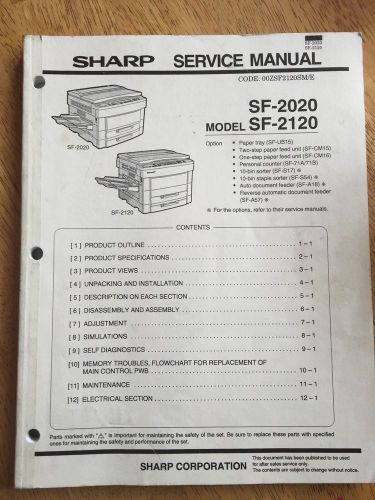 SF-2020
SF-2120
SHARP SERVICE MANUAL
CODE: 00ZSF2120SM/E
SF-2020
MODEL SF-2120
SF-2020
SF-2120
Option
• Paper tray (SF-UB15)
• Two-step paper feed unit (SF-CM15)
• One-step paper feed unit (SF-CM16)
• Personal counter (SF-71A/71B)
• 10-bin sorter (SF-S17) ※
• 10-bin staple sorter (SF-S54) ※
• Auto document feeder (SF-A18) ※
• Reverse automatic document feeder
(SF-A57) ※
※ For the options, refer to their service manuals.
CONTENTS
[ 1 ] PRODUCT OUTLINE 1 – 1
[ 2 ] PRODUCT SPECIFICATIONS 2 – 1
[ 3 ] PRODUCT VIEWS 3 – 1
[ 4 ] UNPACKING AND INSTALLATION 4 – 1
[ 5 ] DESCRIPTION ON EACH SECTION 5 – 1
[ 6 ] DISASSEMBLY AND ASSEMBLY 6 – 1
[ 7 ] ADJUSTMENT 7 – 1
[ 8 ] SIMULATIONS 8 – 1
[ 9 ] SELF DIAGNOSTICS 9 – 1
[10] MEMORY TROUBLES, FLOWCHART FOR REPLACEMENT OF
MAIN CONTROL PWB 10 – 1
[11] MAINTENANCE 11 – 1
[12] ELECTRICAL SECTION 12 – 1
Parts marked with "⚠" is important for maintaining the safety of the set. Be sure to replace these parts with specified
ones for maintaining the safety and performance of the set.
SHARP CORPORATION
This document has been published to be used
for after sales service only.
The contents are subject to change without notice.